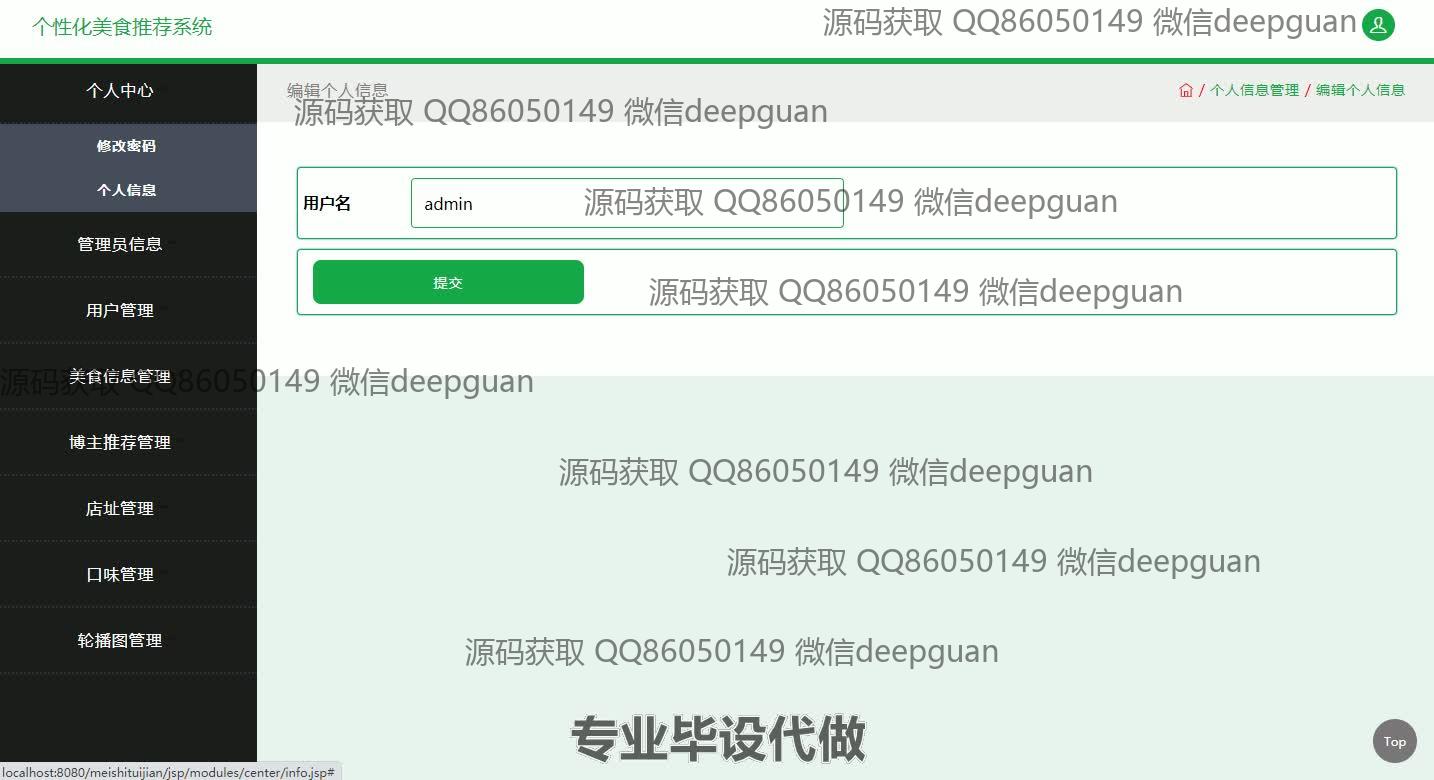 个性化美食推荐系统
源码获取 QQ86050149 微信deepguan
个人中心
编辑个人信息
/ 个人信息管理 / 编辑个人信息
源码获取 QQ86050149 微信deepguan
修改密码
个人信息
用户名
admin
源码获取 QQ86050149 微信deepguan
管理员信息
提交
源码获取 QQ86050149 微信deepguan
用户管理
美食信息管理
源码获取 QQ86050149 微信deepguan
博主推荐管理
源码获取 QQ86050149 微信deepguan
店址管理
源码获取 QQ86050149 微信deepguan
口味管理
轮播图管理
源码获取 QQ86050149 微信deepguan
专业毕设代做
Top
localhost:8080/meishituijian/jsp/modules/center/info.jsp#